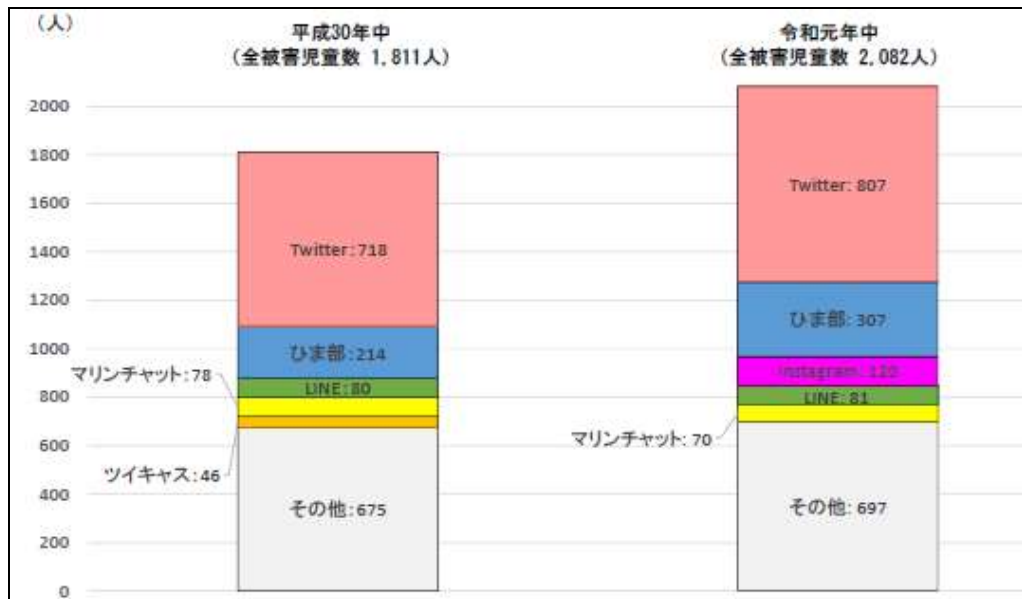 (人)
平成30年中
(全被害児童数 1,811人)
令和元年中
(全被害児童数 2,082人)
2000
1800
1600
1400
1200
1000
800
600
400
200
0
Twitter:718
ひま部:214
LINE:80
マリンチャット:78
ツイキャス:46
その他:675
Twitter: 807
ひま部: 307
Instagram: 120
LINE: 81
マリンチャット: 70
その他: 697